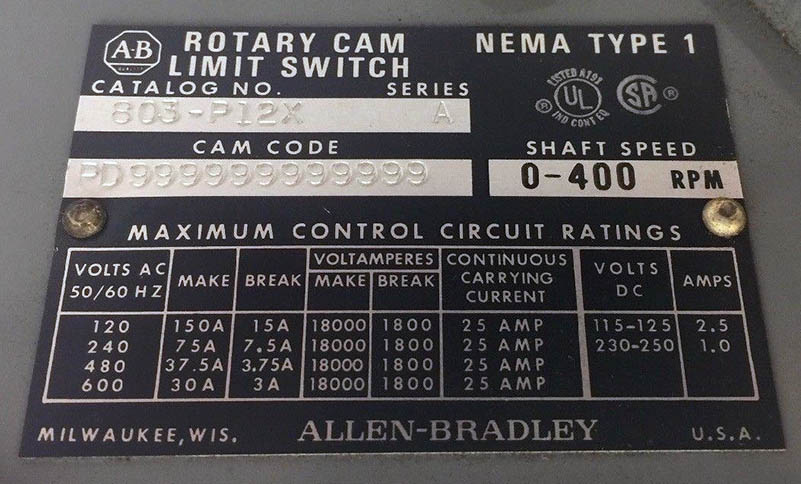 A-B
QUALITY
ROTARY CAM
LIMIT SWITCH
NEMA TYPE 1
CATALOG NO. SERIES
803-P12X A
LISTED A196
UL
IND CONT EQ
SA
CAM CODE
PD999999999999
SHAFT SPEED
0-400 RPM
MAXIMUM CONTROL CIRCUIT RATINGS
VOLTS AC 50/60 HZ MAKE BREAK VOLTAMPERES MAKE BREAK CONTINUOUS CARRYING CURRENT VOLTS DC AMPS
120 150A 15A 18000 1800 25 AMP 115-125 2.5
240 75A 7.5A 18000 1800 25 AMP 230-250 1.0
480 37.5A 3.75A 18000 1800 25 AMP
600 30A 3A 18000 1800 25 AMP
MILWAUKEE, WIS. ALLEN-BRADLEY U.S.A.